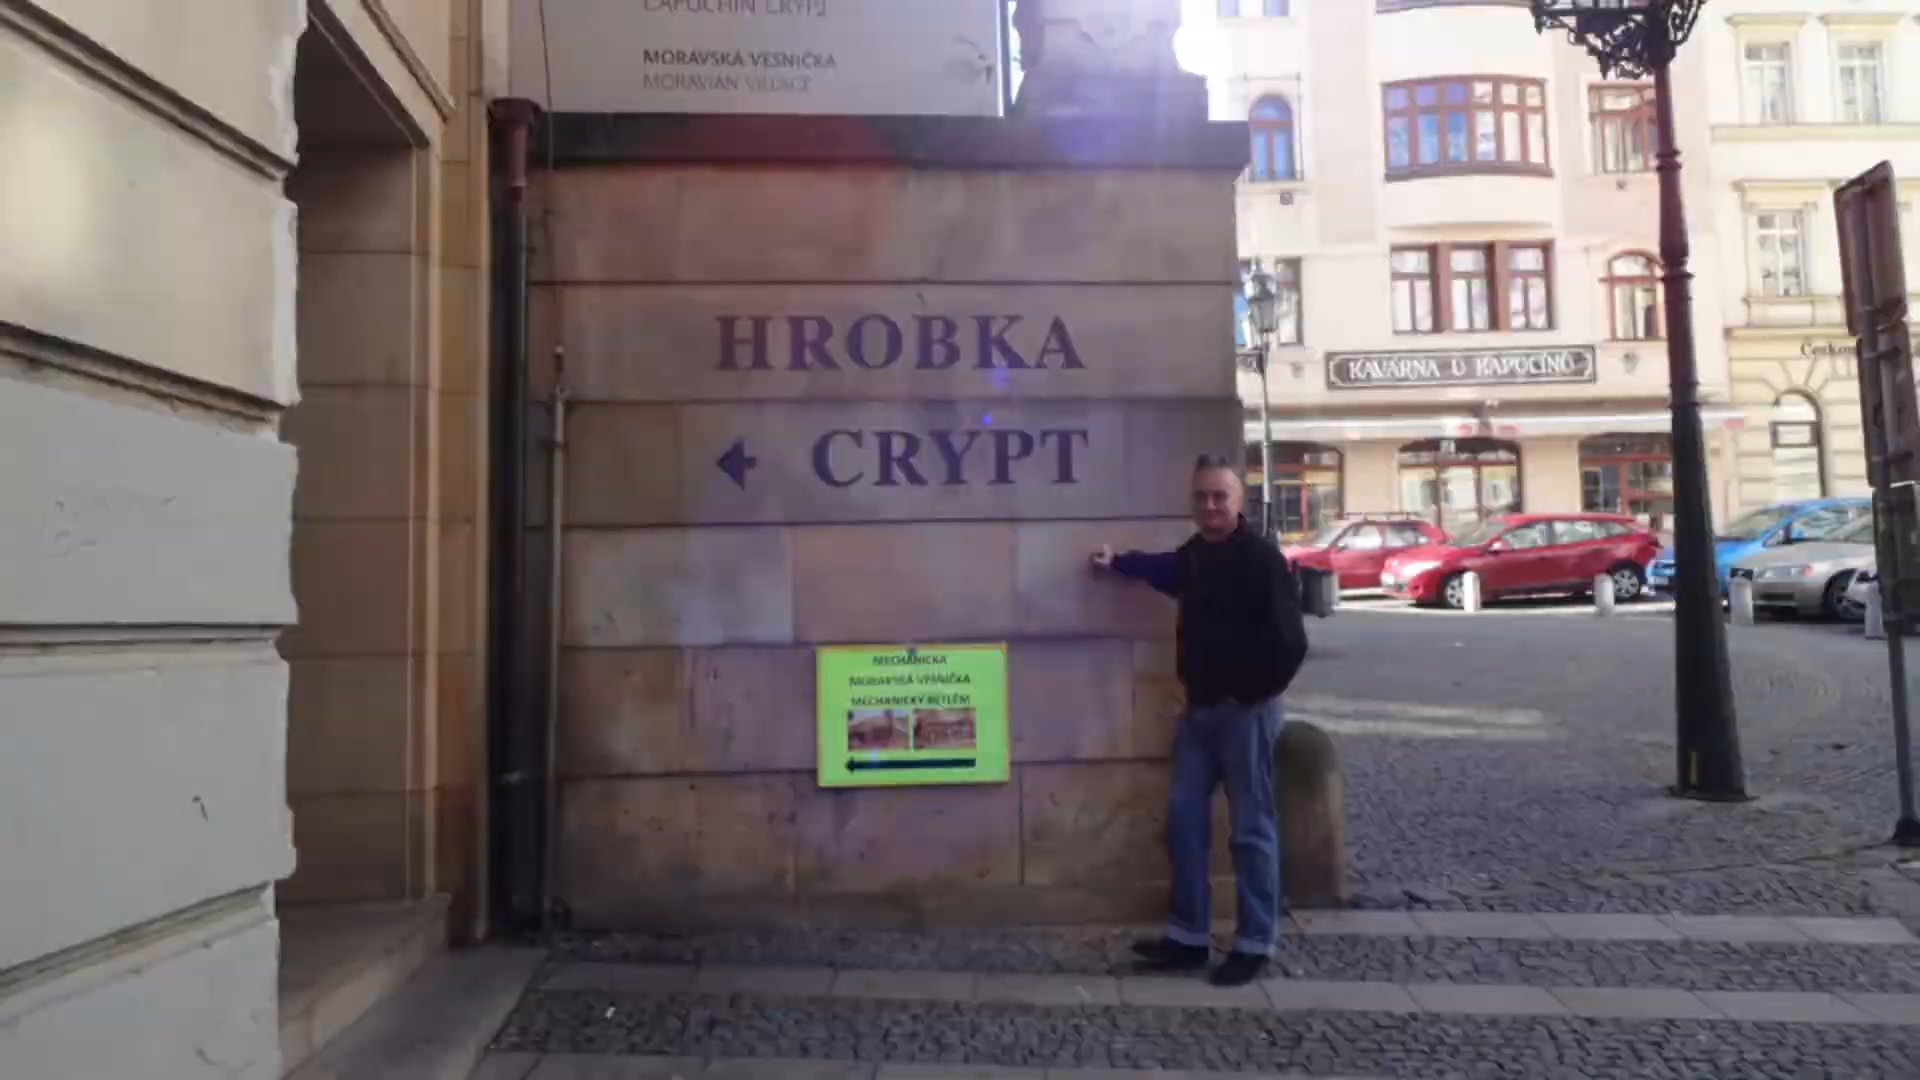 CAPUCHIN CRYPT
MORAVSKÁ VESNIČKA
MORAVIAN VILLAGE
HROBKA
CRYPT
KAVÁRNA U KAPUCÍNŮ
MECHANICKÁ
MORAVSKÁ VESNIČKA
MECHANICKÝ BETLÉM